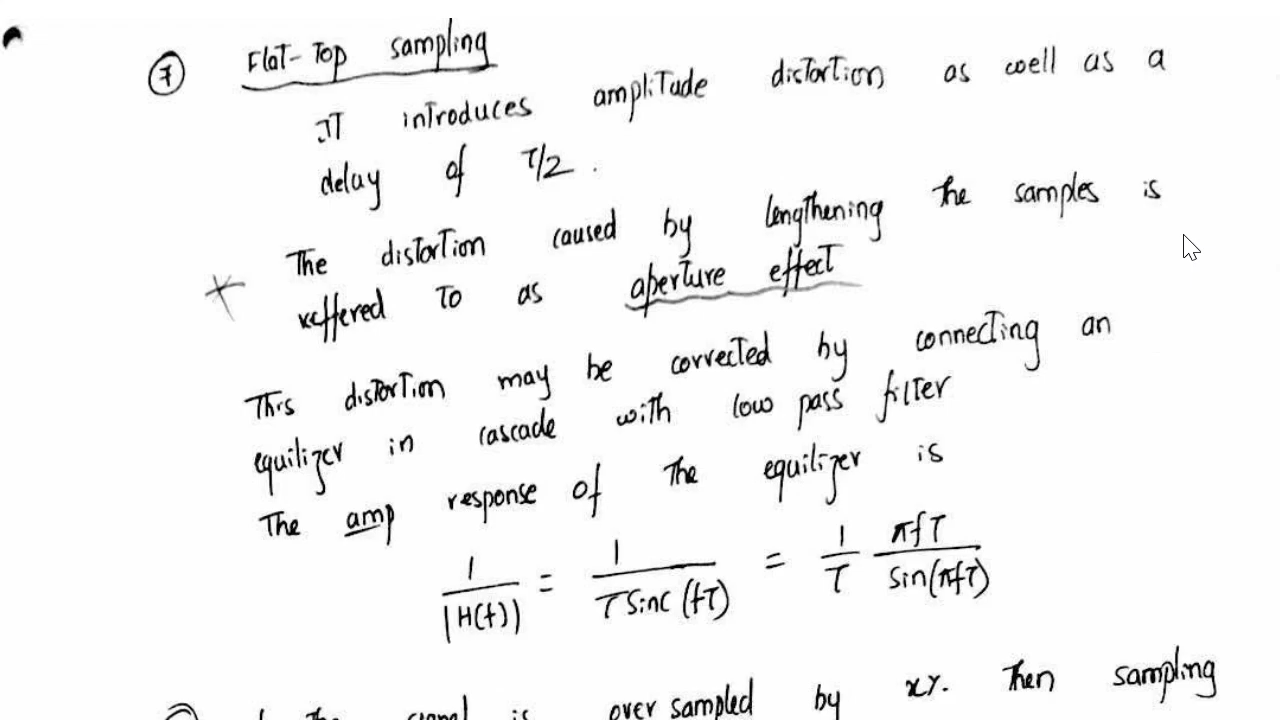 ⑦ Flat-Top sampling
It introduces amplitude distortion as well as a
delay of T/2.
* The distortion caused by lengthening the samples is
reffered to as aperture effect
This distortion may be corrected by connecting an
equilizer in cascade with low pass filter
The amp response of the equilizer is
1/|H(f)| = 1/(T Sinc (fT)) = 1/T πfT/Sin(πfT)
is over sampled by x%. Then sampling